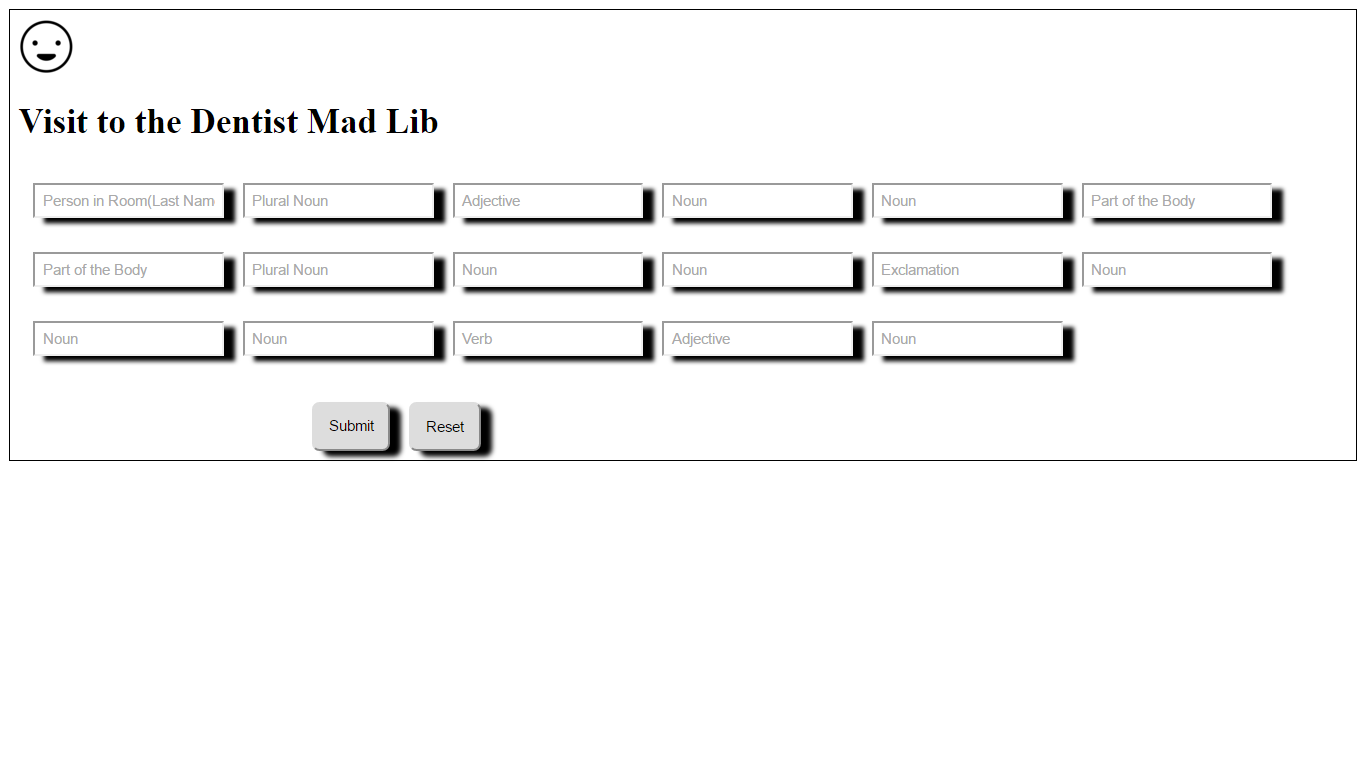 Visit to the Dentist Mad Lib
Person in Room(Last Nam Plural Noun Adjective Noun Noun Part of the Body
Part of the Body Plural Noun Noun Noun Exclamation Noun
Noun Noun Verb Adjective Noun
Submit Reset